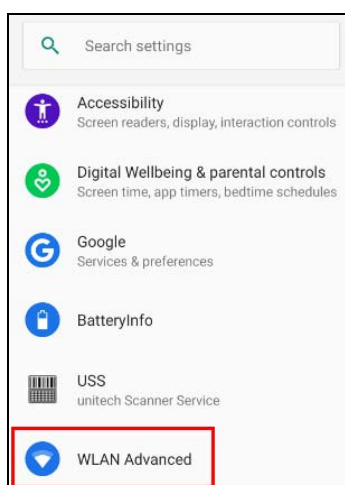 Search settings
Accessibility
Screen readers, display, interaction controls
Digital Wellbeing & parental controls
Screen time, app timers, bedtime schedules
Google
Services & preferences
BatteryInfo
USS
unitech Scanner Service
WLAN Advanced